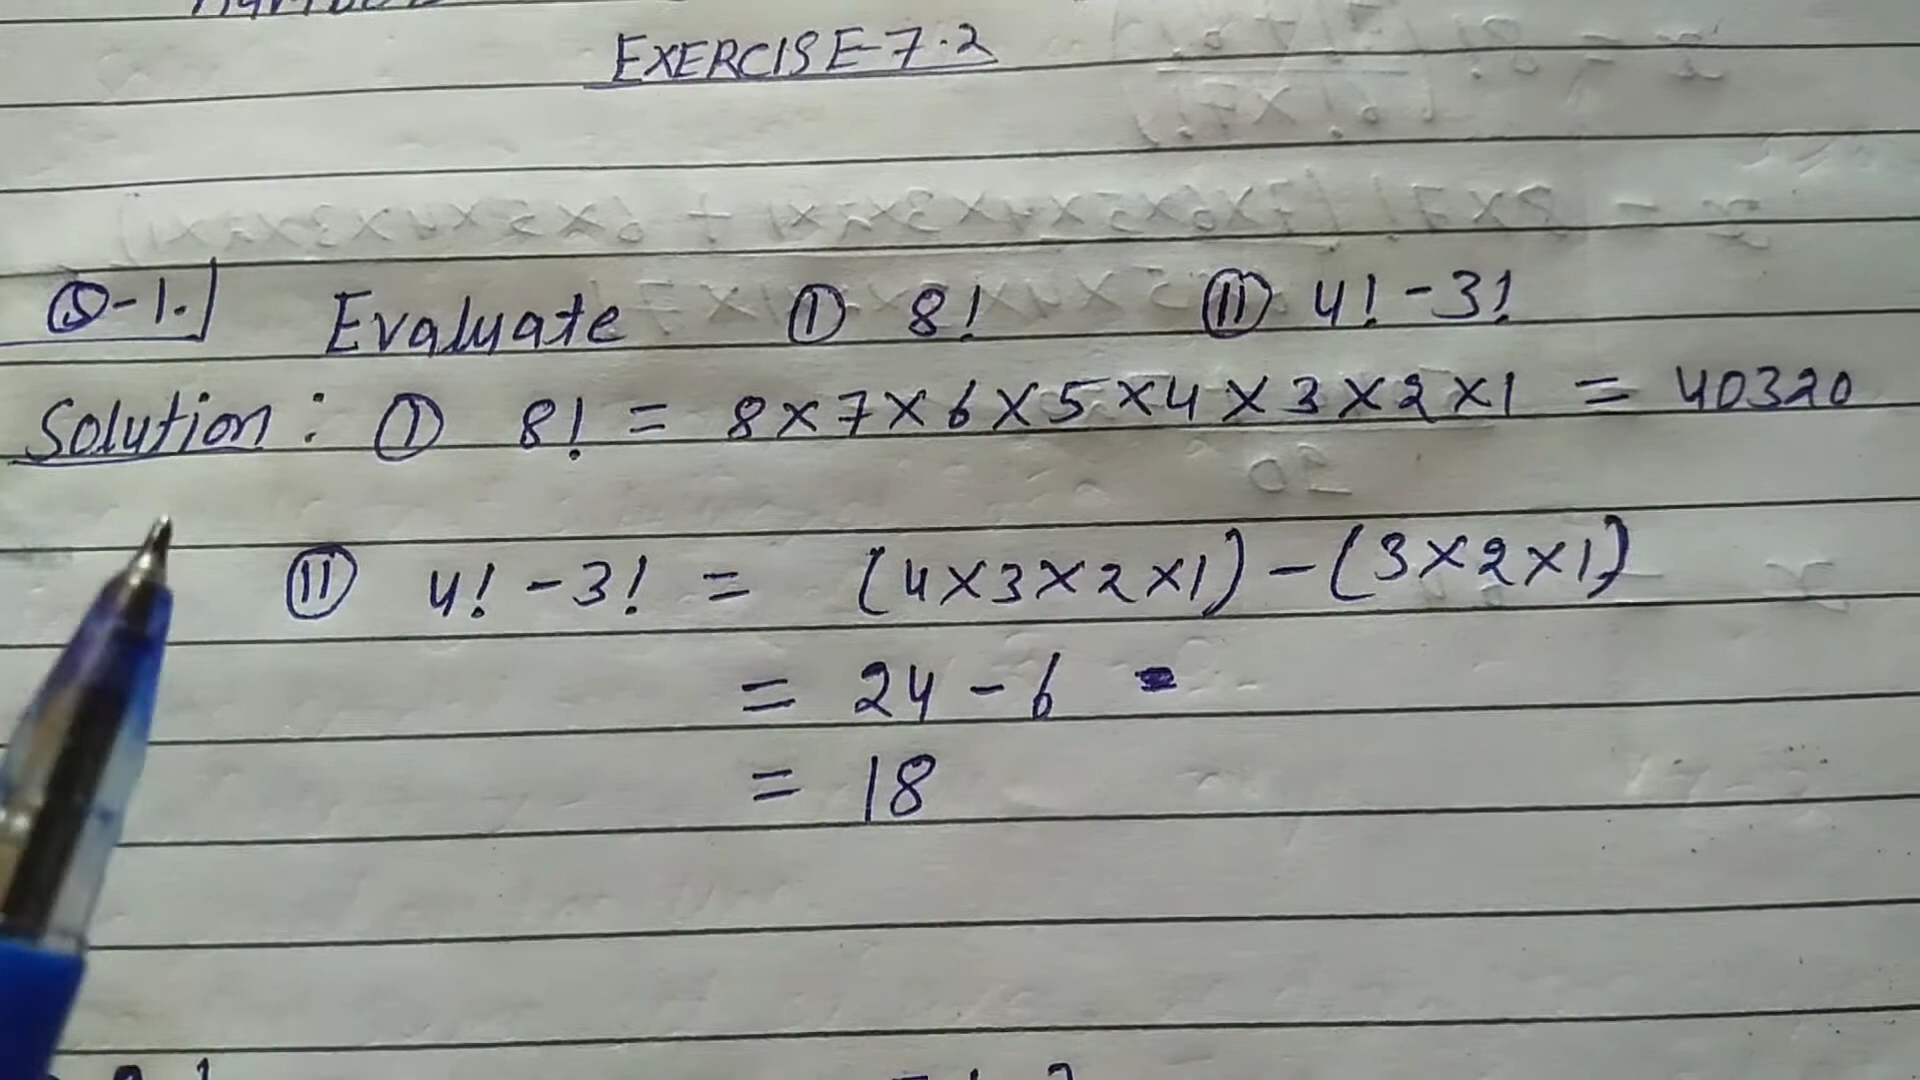 EXERCISE-7.2
Q-1. Evaluate (I) 8! (II) 4! - 3!
Solution : (I) 8! = 8×7×6×5×4×3×2×1 = 40320
(II) 4! - 3! = (4×3×2×1) - (3×2×1)
= 24 - 6
= 18